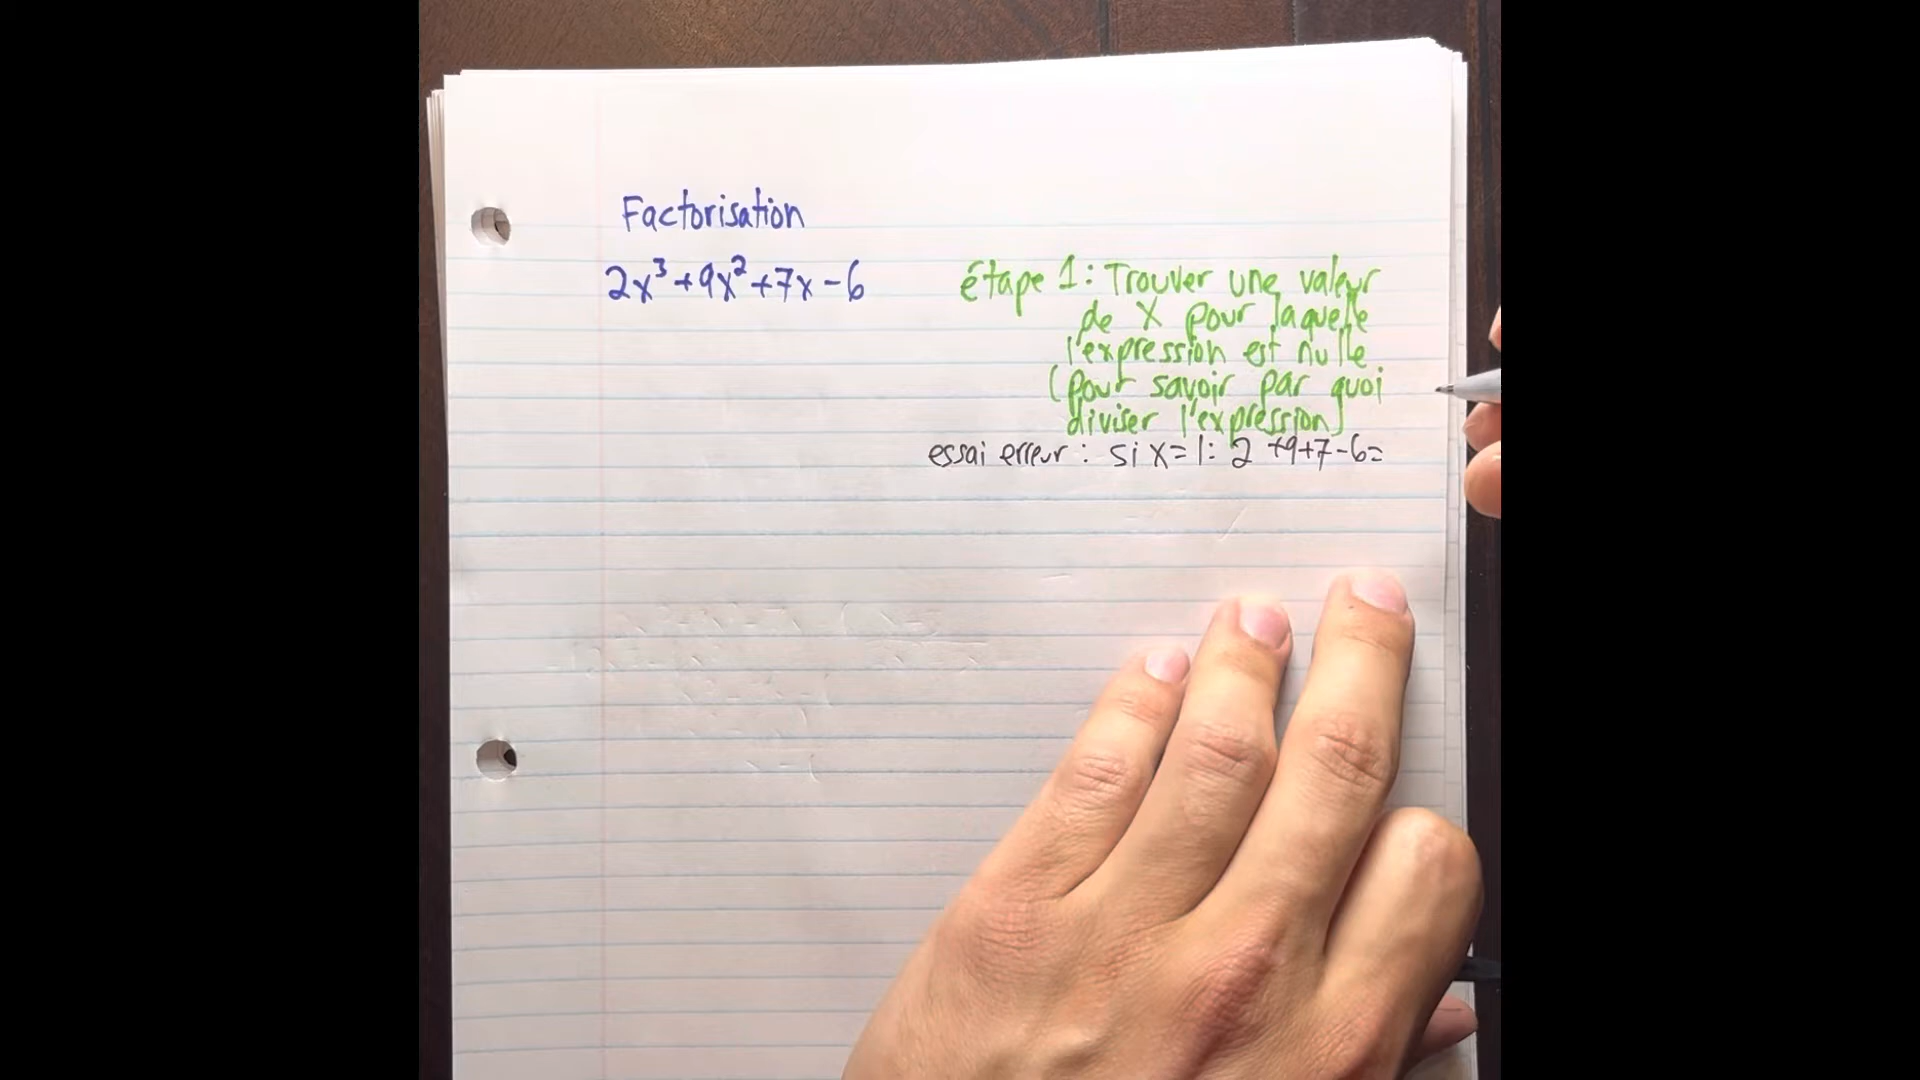 Factorisation
2x³+9x²+7x-6
étape 1: Trouver une valeur
de x pour laquelle
l'expression est nulle
(pour savoir par quoi
diviser l'expression)
essai erreur: si x=1: 2 +9+7-6=